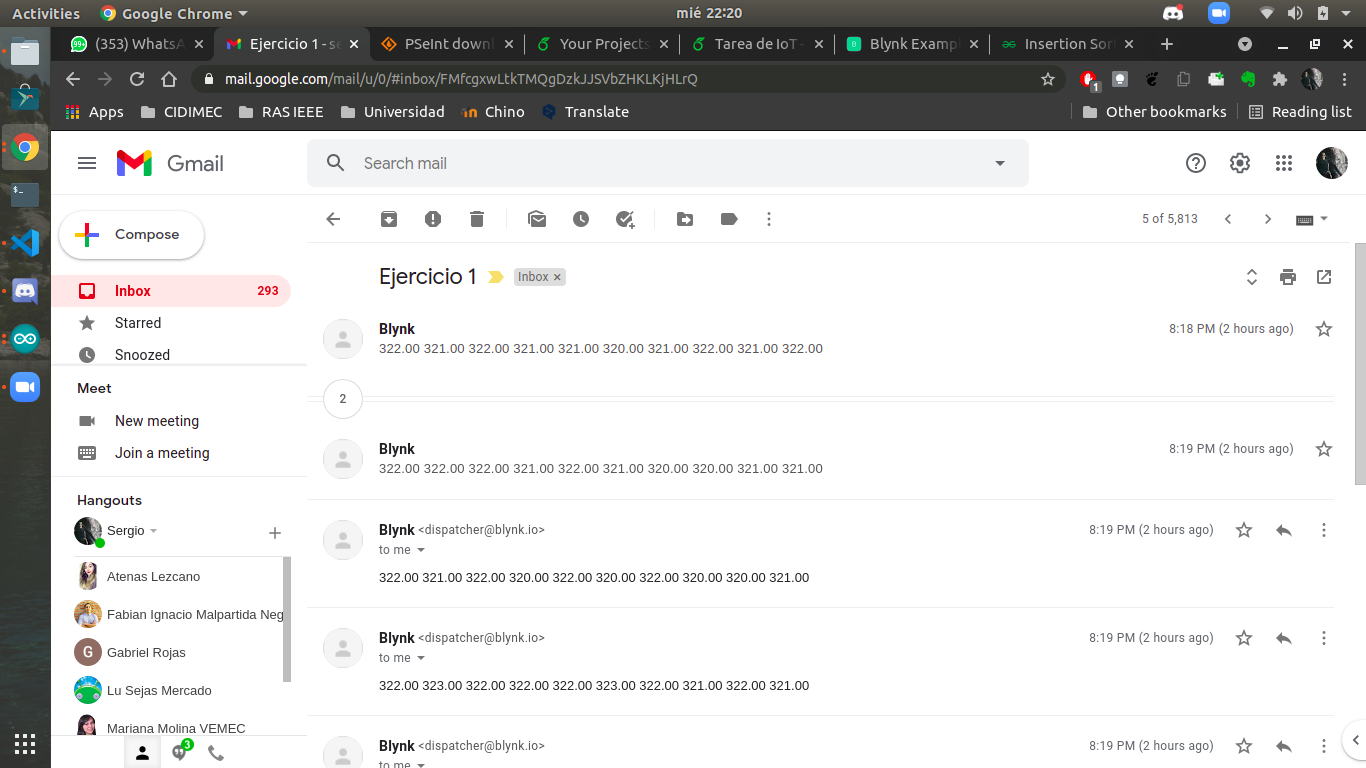 Activities Google Chrome mié 22:20
(353) WhatsA Ejercicio 1 - se PSeInt downl Your Projects Tarea de IoT - Blynk Exampl Insertion Sor
mail.google.com/mail/u/0/#inbox/FMfcgxwLtkTMQgDzkJJSVbZHKLKjHLrQ 1
Apps CIDIMEC RAS IEEE Universidad Chino Translate Other bookmarks Reading list
Gmail Search mail
Compose 5 of 5,813
Ejercicio 1 Inbox
Inbox 293
Starred
Snoozed
Meet
New meeting
Join a meeting
Hangouts
Sergio
Atenas Lezcano
Fabian Ignacio Malpartida Neg
G Gabriel Rojas
Lu Sejas Mercado
Mariana Molina VEMEC
3
Blynk 8:18 PM (2 hours ago)
322.00 321.00 322.00 321.00 321.00 320.00 321.00 322.00 321.00 322.00
2
Blynk 8:19 PM (2 hours ago)
322.00 322.00 322.00 321.00 322.00 321.00 320.00 320.00 321.00 321.00
Blynk <dispatcher@blynk.io> 8:19 PM (2 hours ago)
to me
322.00 321.00 322.00 320.00 322.00 320.00 322.00 320.00 320.00 321.00
Blynk <dispatcher@blynk.io> 8:19 PM (2 hours ago)
to me
322.00 323.00 322.00 322.00 322.00 323.00 322.00 321.00 322.00 321.00
Blynk <dispatcher@blynk.io> 8:19 PM (2 hours ago)
to me